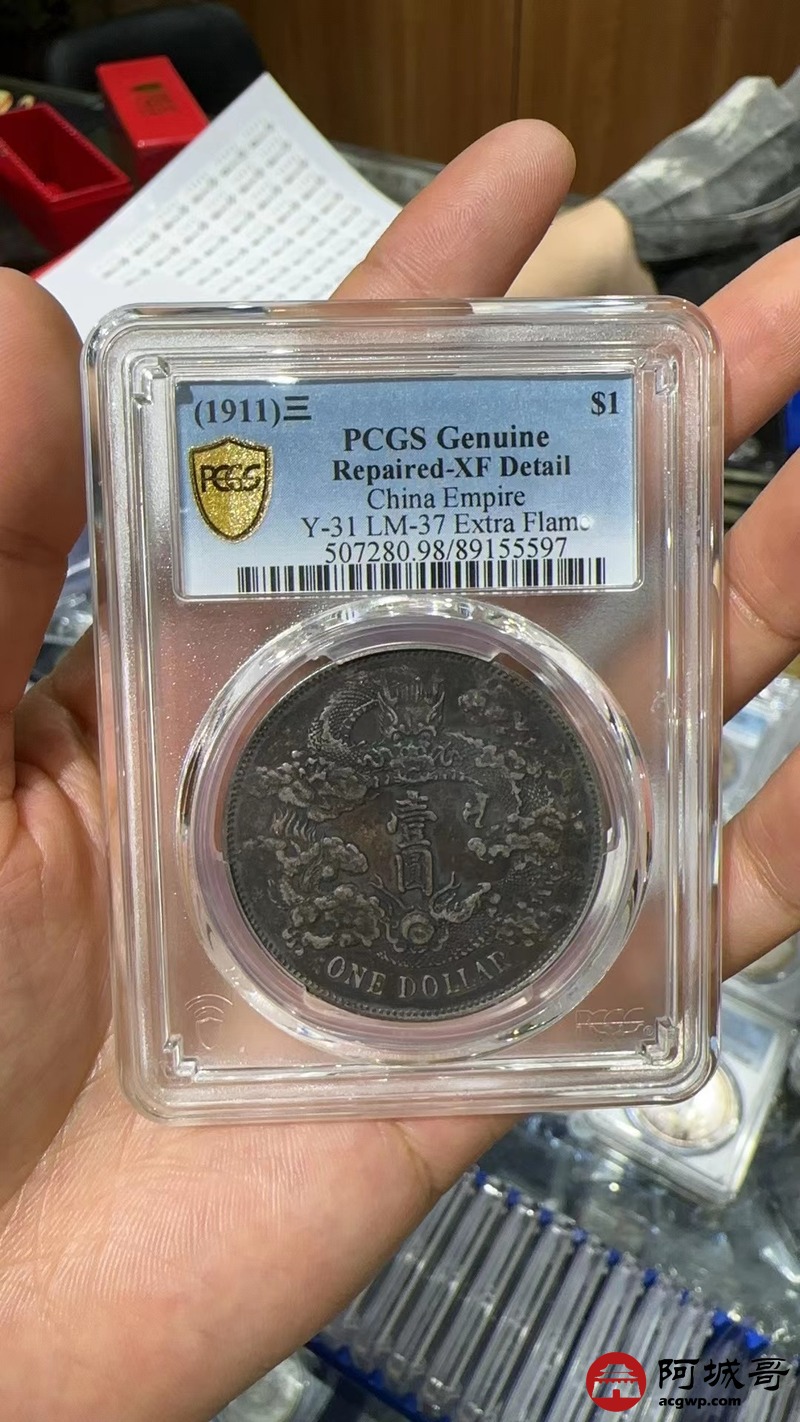 (1911)三 $1
PCGS
PCGS Genuine
Repaired-XF Detail
China Empire
Y-31 LM-37 Extra Flame
507280.98/89155597
壹圓
ONE DOLLAR
PCGS
阿城哥
acgwp.com